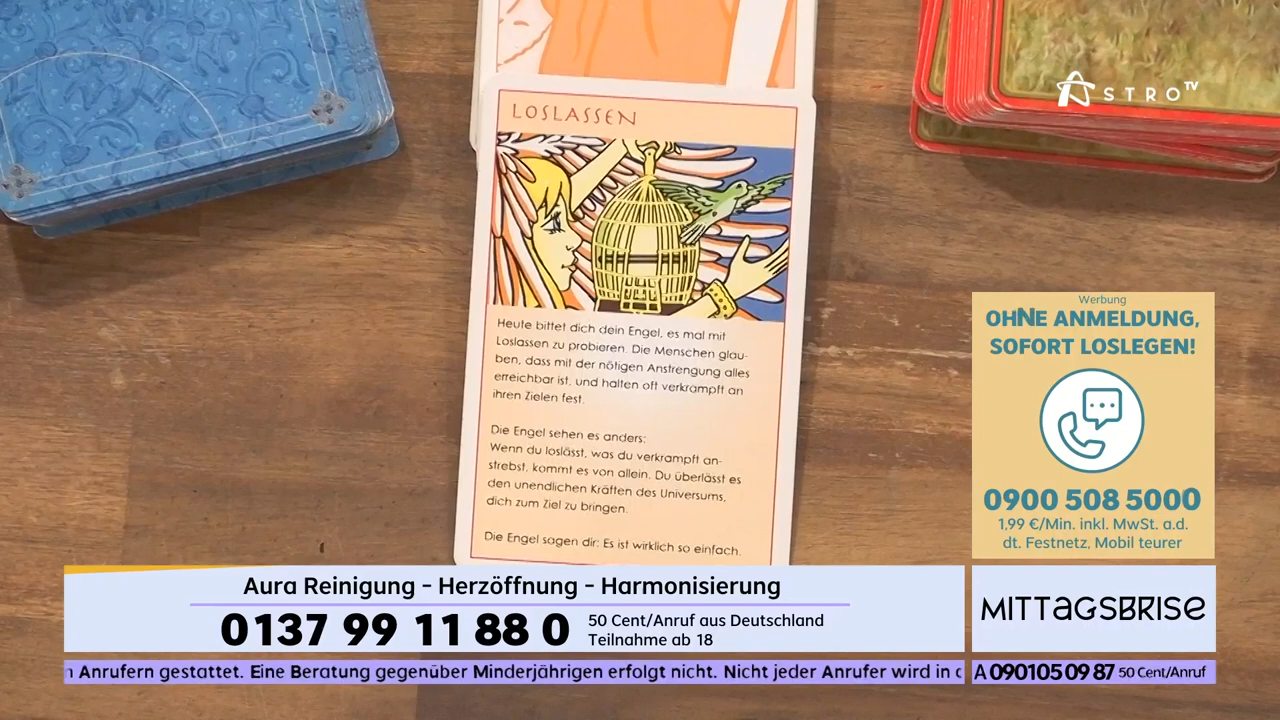 ASTRO TV
LOSLASSEN
Heute bittet dich dein Engel, es mal mit
Loslassen zu probieren. Die Menschen glau-
ben, dass mit der nötigen Anstrengung alles
erreichbar ist, und halten oft verkrampft an
ihren Zielen fest.
Die Engel sehen es anders:
Wenn du loslässt, was du verkrampft an-
strebst, kommt es von allein. Du überlässt es
den unendlichen Kräften des Universums,
dich zum Ziel zu bringen.
Die Engel sagen dir: Es ist wirklich so einfach.
Werbung
OHNE ANMELDUNG,
SOFORT LOSLEGEN!
0900 508 5000
1,99 €/Min. inkl. MwSt. a.d.
dt. Festnetz, Mobil teurer
Aura Reinigung - Herzöffnung - Harmonisierung
0137 99 11 88 0
50 Cent/Anruf aus Deutschland
Teilnahme ab 18
MITTAGSBRISE
Anrufern gestattet. Eine Beratung gegenüber Minderjährigen erfolgt nicht. Nicht jeder Anrufer wird in
A 090105 09 87 50 Cent/Anruf